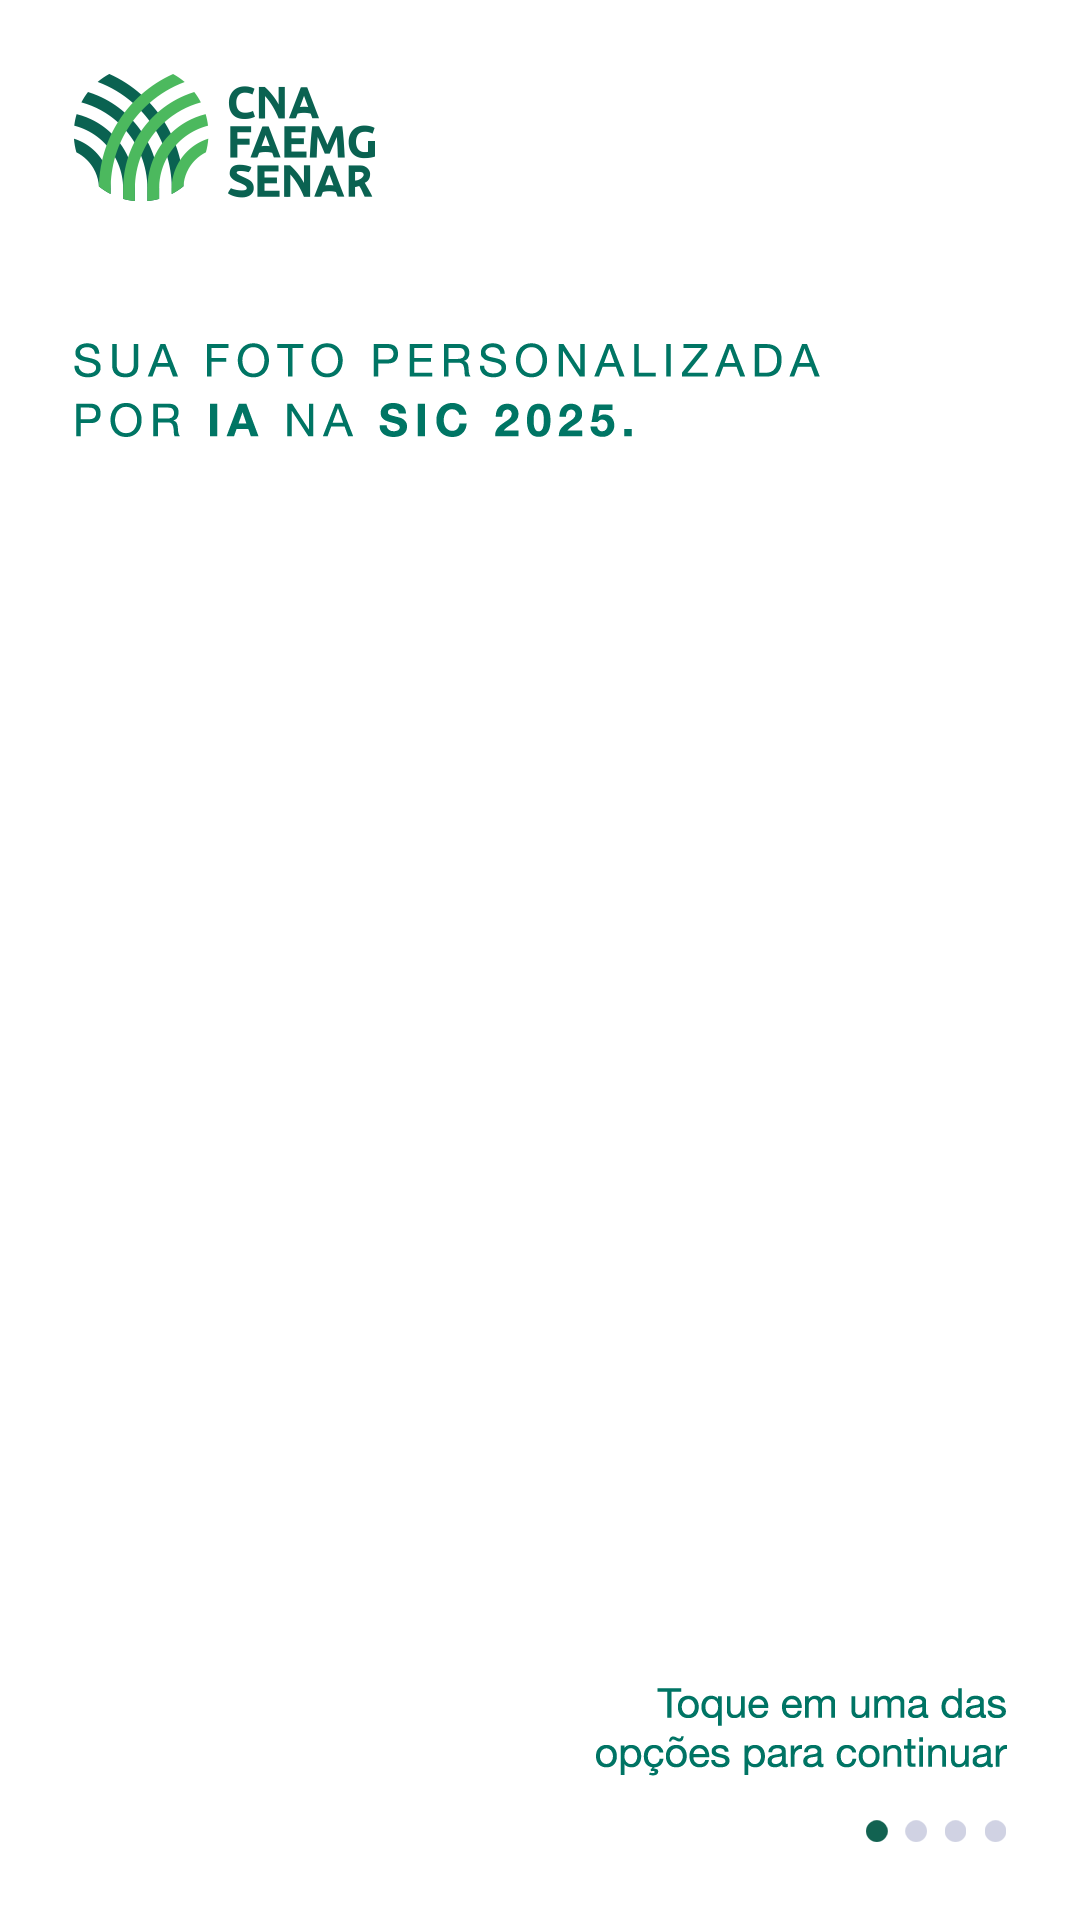 CNA
FAEMG
SENAR
SUA FOTO PERSONALIZADA
POR IA NA SIC 2025.
Toque em uma das
opções para continuar